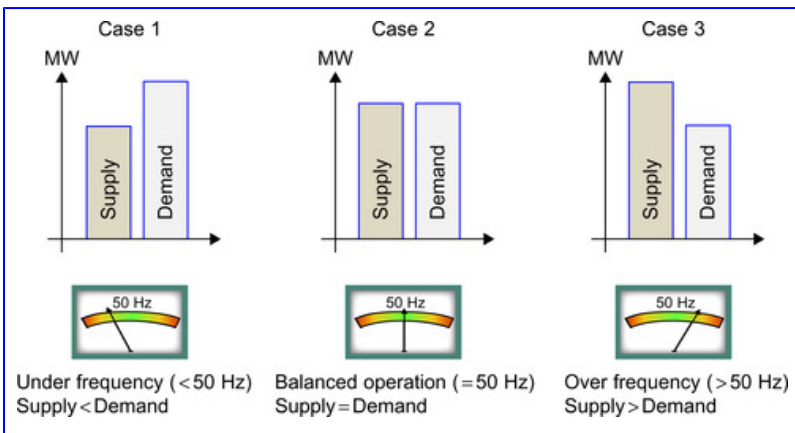 Case 1
MW
Supply
Demand
50 Hz
Under frequency (<50 Hz)
Supply<Demand
Case 2
MW
Supply
Demand
50 Hz
Balanced operation (=50 Hz)
Supply=Demand
Case 3
MW
Supply
Demand
50 Hz
Over frequency (>50 Hz)
Supply>Demand